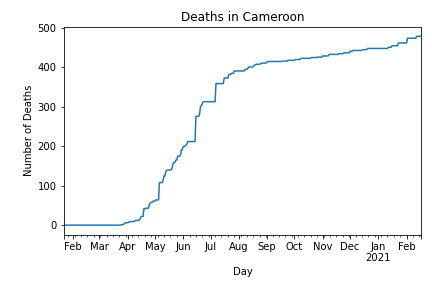 Deaths in Cameroon
Number of Deaths
500
400
300
200
100
0
Feb Mar Apr May Jun Jul Aug Sep Oct Nov Dec Jan Feb
2021
Day